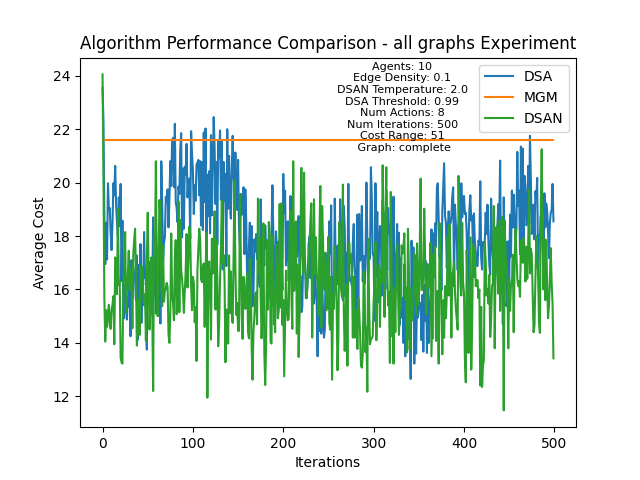 Algorithm Performance Comparison - all graphs Experiment
Agents: 10
Edge Density: 0.1
DSAN Temperature: 2.0
DSA Threshold: 0.99
Num Actions: 8
Num Iterations: 500
Cost Range: 51
Graph: complete
DSA
MGM
DSAN
Average Cost
24
22
20
18
16
14
12
0
100
200
300
400
500
Iterations